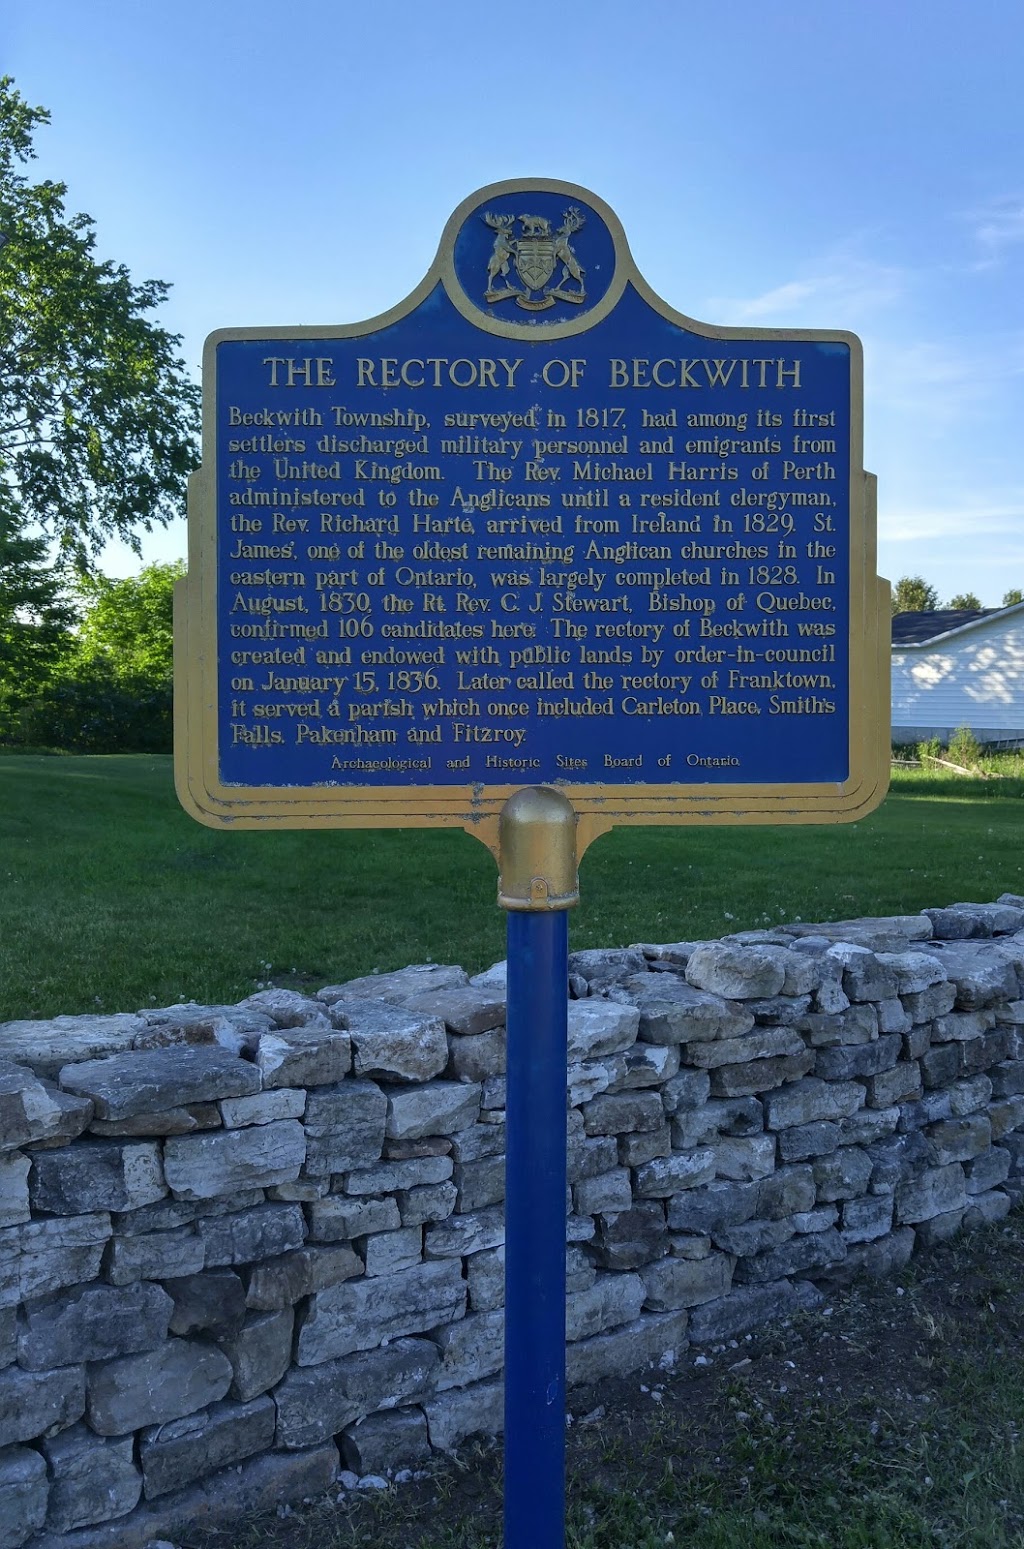 THE RECTORY OF BECKWITH
Beckwith Township, surveyed in 1817, had among its first
settlers discharged military personnel and emigrants from
the United Kingdom. The Rev. Michael Harris of Perth
administered to the Anglicans until a resident clergyman,
the Rev. Richard Harte, arrived from Ireland in 1829. St.
James', one of the oldest remaining Anglican churches in the
eastern part of Ontario, was largely completed in 1828. In
August, 1830, the Rt. Rev. C. J. Stewart, Bishop of Quebec,
confirmed 106 candidates here. The rectory of Beckwith was
created and endowed with public lands by order-in-council
on January 15, 1836. Later called the rectory of Franktown,
it served a parish which once included Carleton Place, Smith's
Falls, Pakenham and Fitzroy.
Archaeological and Historic Sites Board of Ontario